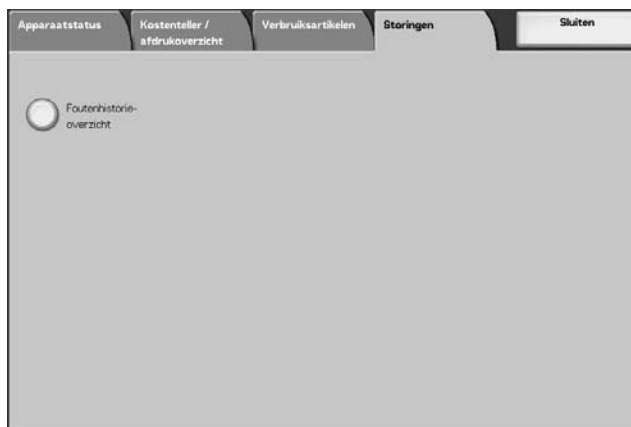 Apparaatstatus
Kostenteller /
afdrukoverzicht
Verbruiksartikelen
Storingen
Sluiten
Foutenhistorie-
overzicht